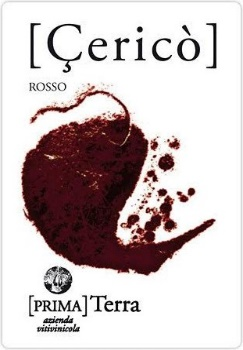 [Çericò]
ROSSO
[PRIMA]Terra
azienda
vitivinicola